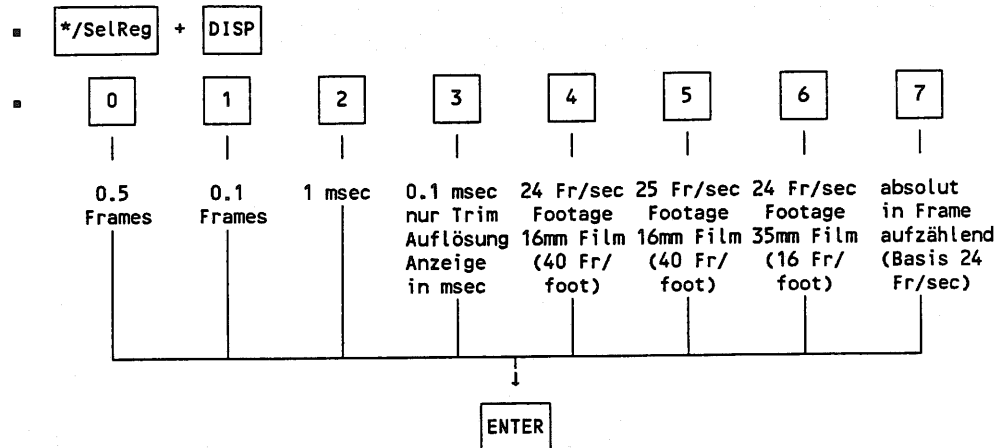 */SelReg + DISP
0 1 2 3 4 5 6 7
0.5 0.1 1 msec 0.1 msec 24 Fr/sec 25 Fr/sec 24 Fr/sec absolut
Frames Frames nur Trim Footage Footage Footage in Frame
Auflösung 16mm Film 16mm Film 35mm Film aufzählend
Anzeige (40 Fr/ (40 Fr/ (16 Fr/ (Basis 24
in msec foot) foot) foot) Fr/sec)
ENTER